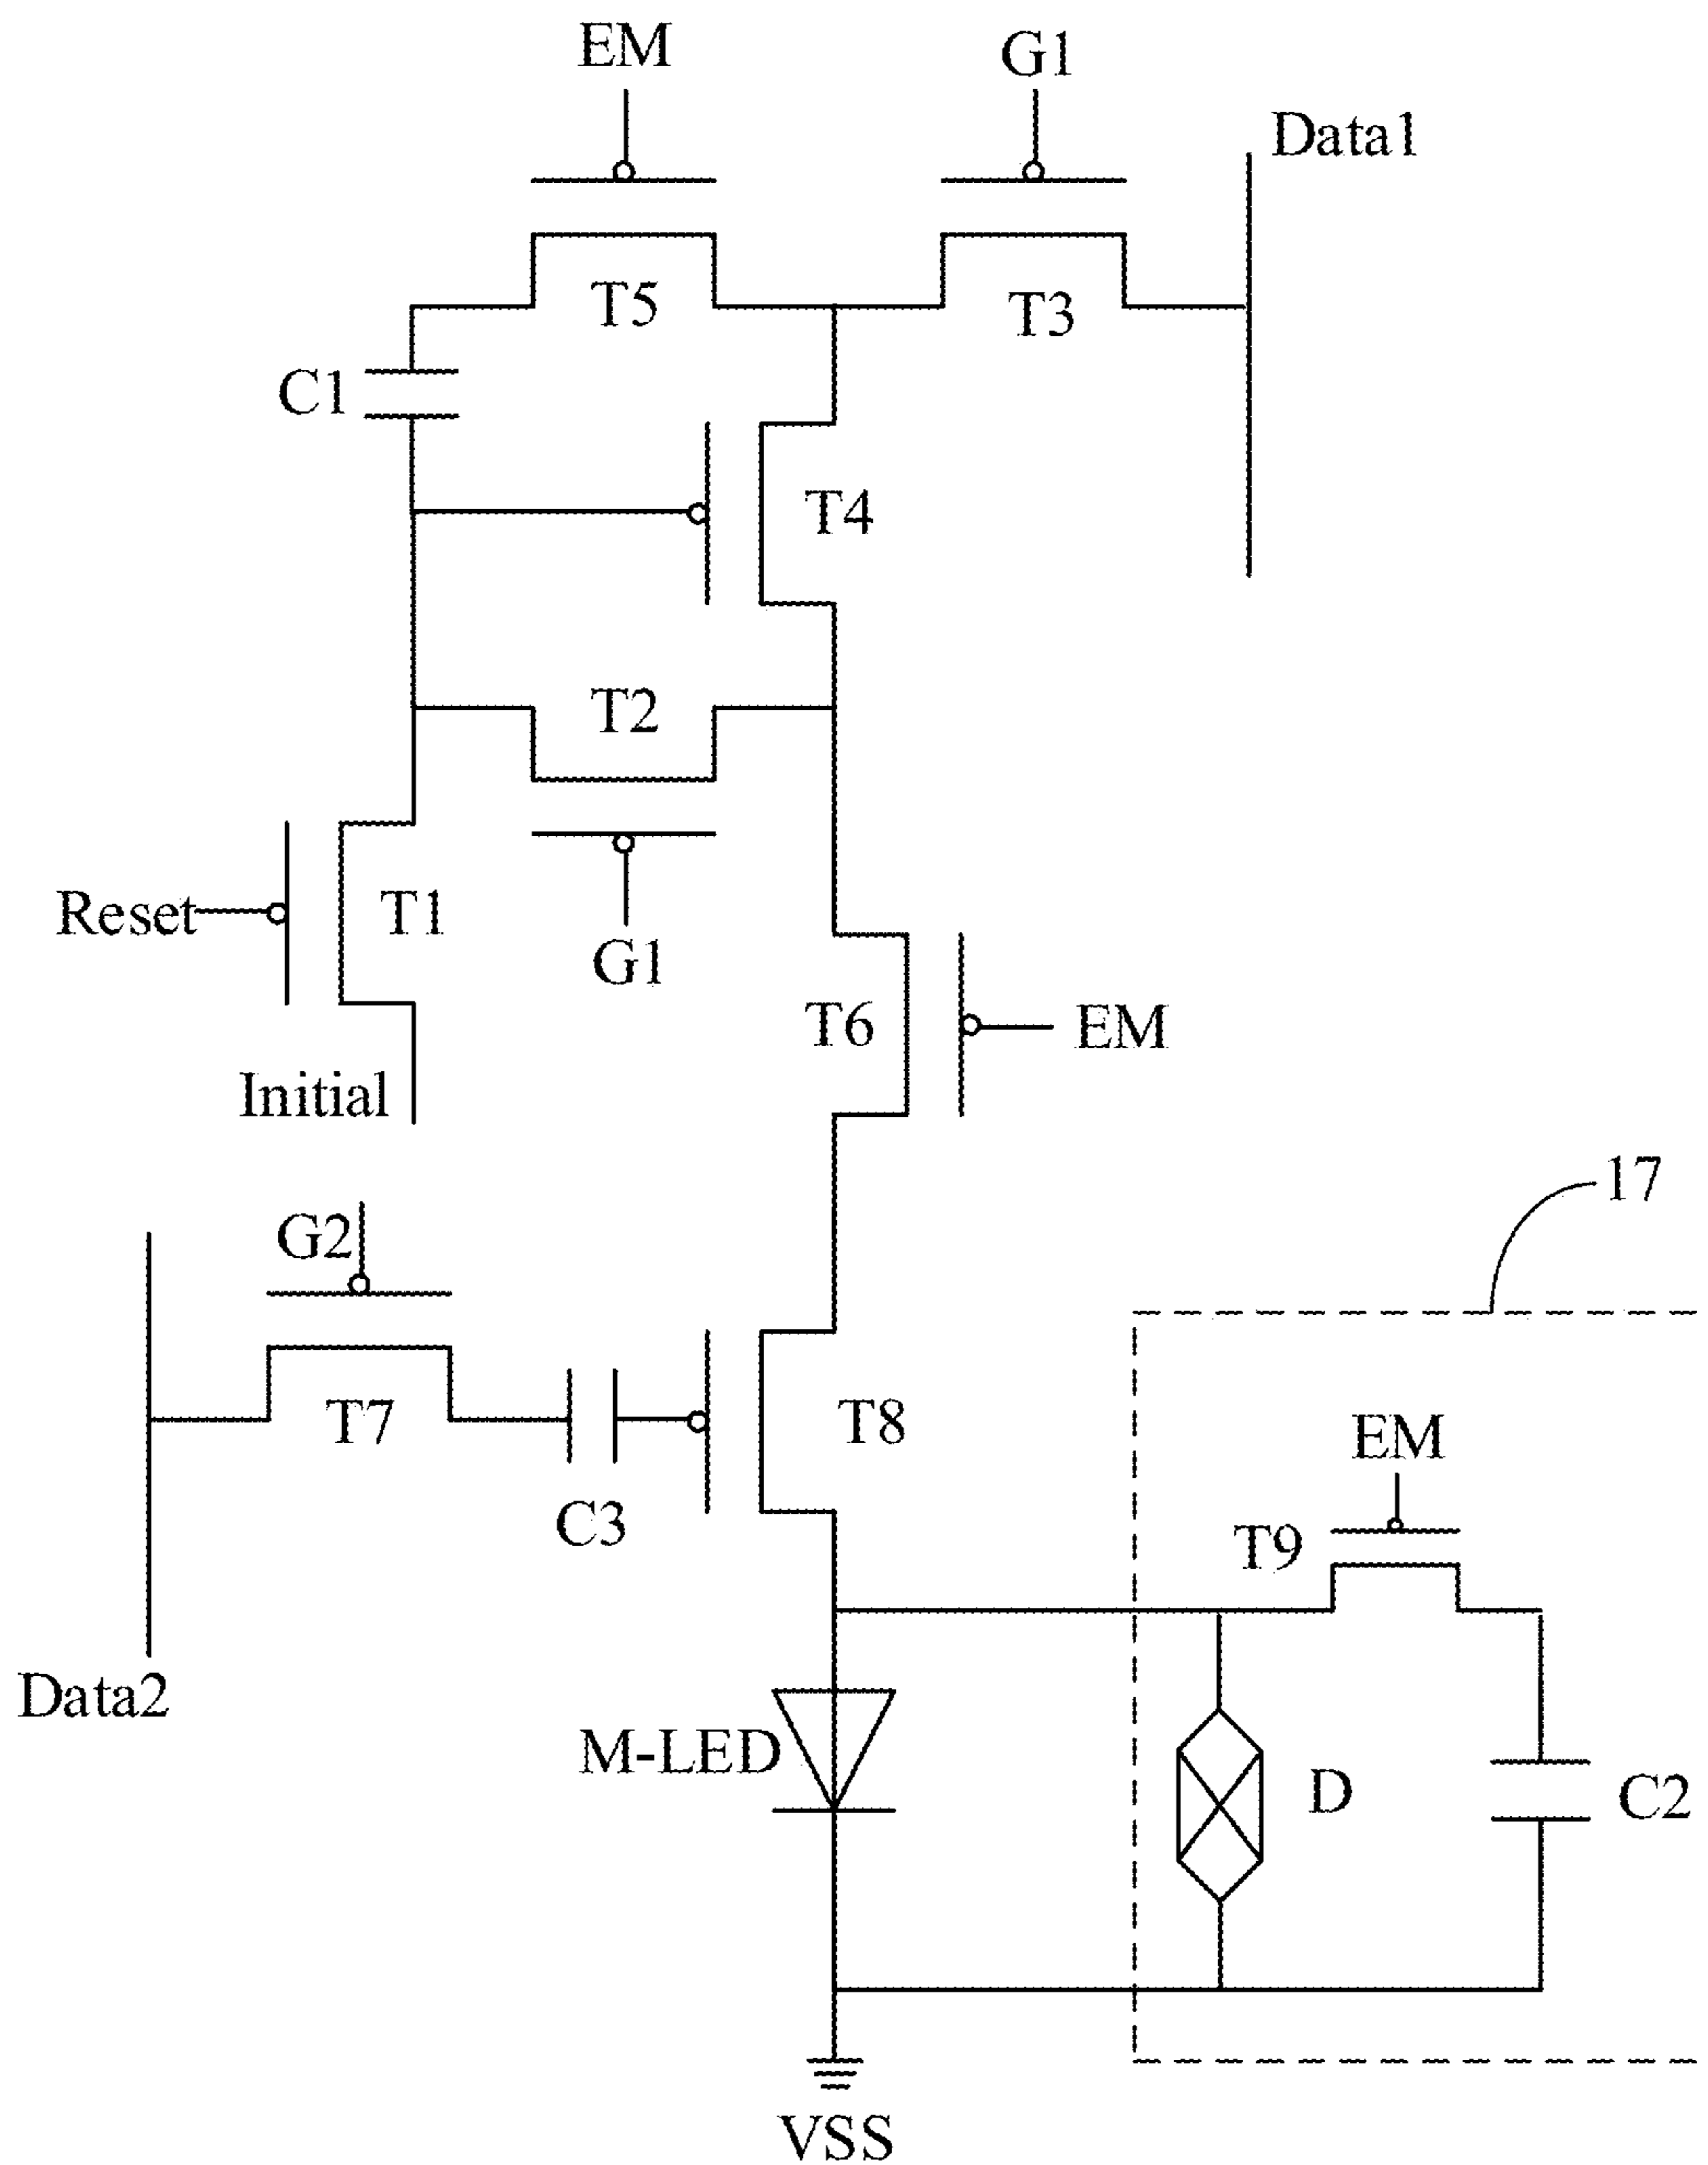 EM
G1
Data1
T5
T3
C1
T4
T2
Reset
T1
G1
T6
EM
Initial
17
G2
T7
T8
EM
C3
T9
Data2
M-LED
D
C2
VSS